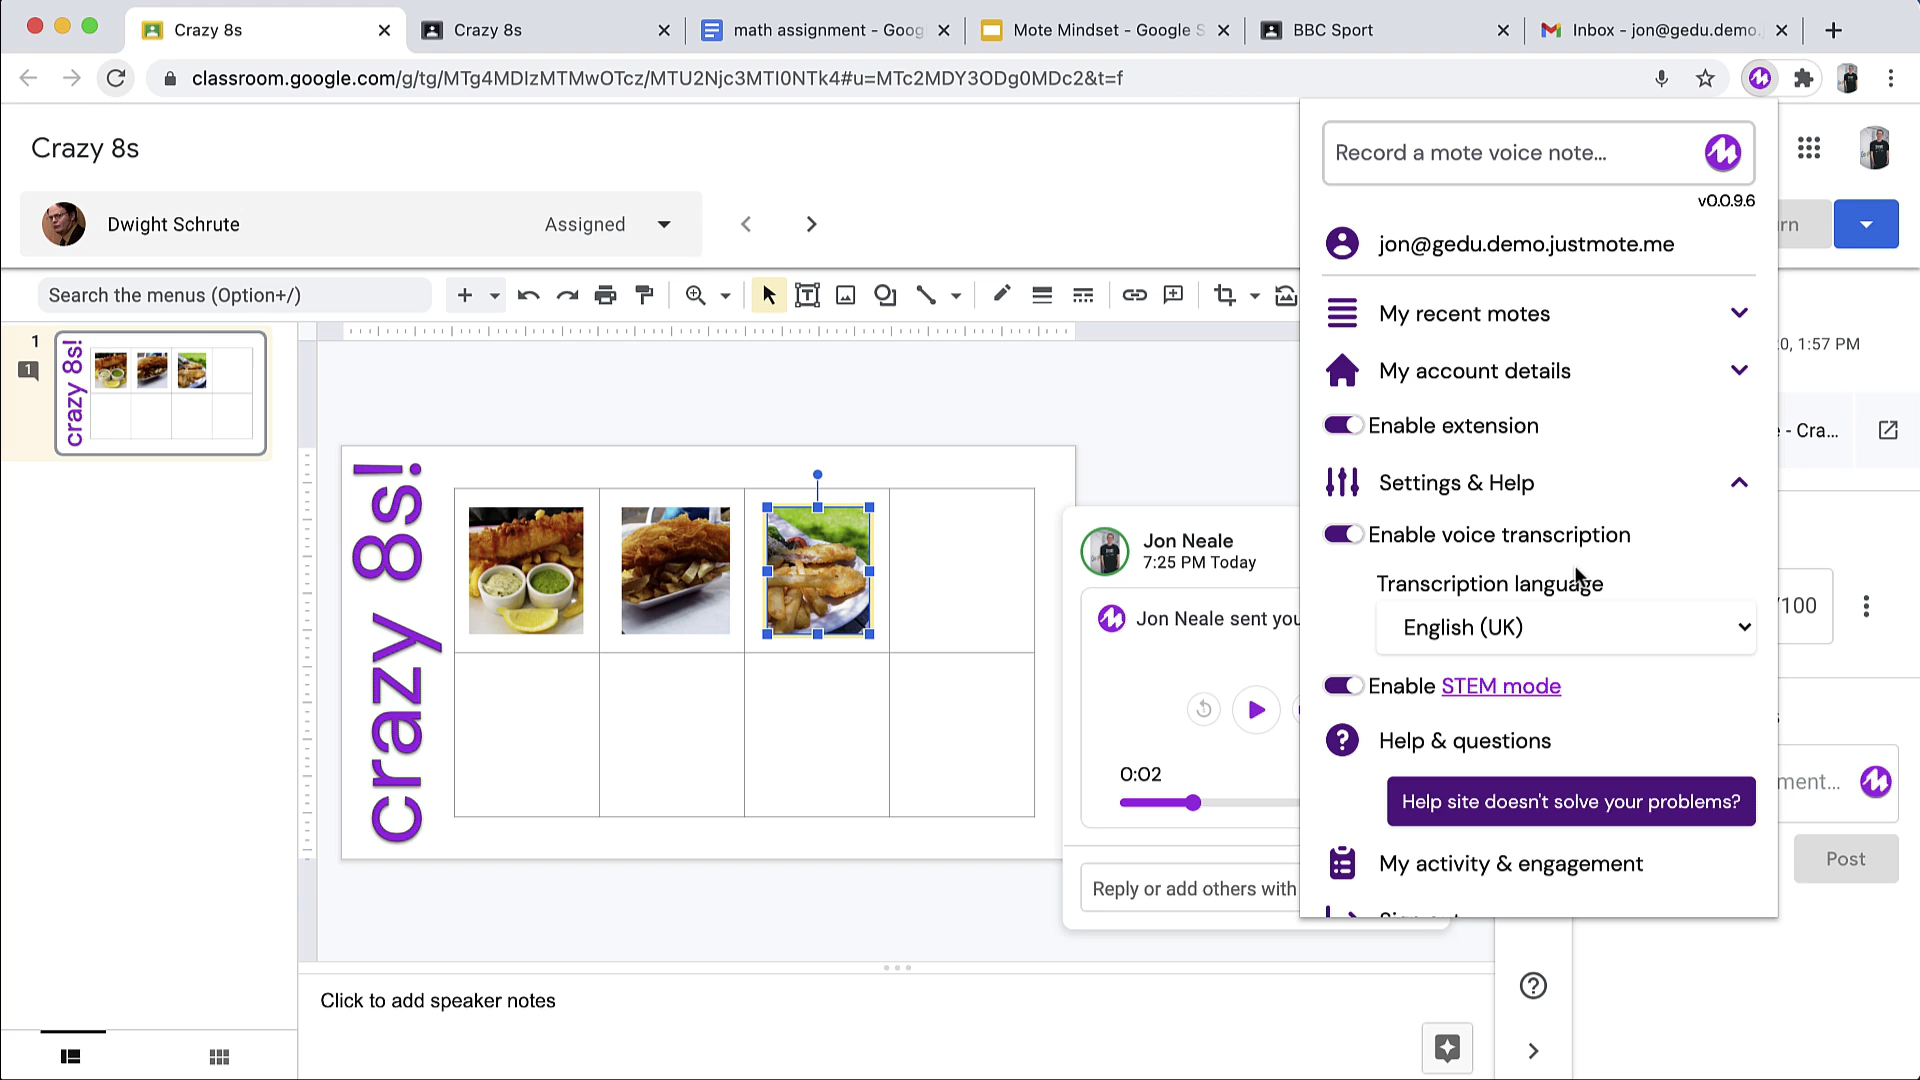 Crazy 8s
Crazy 8s
math assignment - Goog
Mote Mindset - Google S
BBC Sport
Inbox - jon@gedu.demo.
classroom.google.com/g/tg/MTg4MDIzMTMwOTcz/MTU2Njc3MTI0NTk4#u=MTc2MDY3ODg0MDc2&t=f
Crazy 8s
Record a mote voice note...
v0.0.9.6
Dwight Schrute
Assigned
rn
jon@gedu.demo.justmote.me
Search the menus (Option+/)
My recent motes
0, 1:57 PM
1
1
crazy 8s!
My account details
Enable extension
- Cra...
Settings & Help
crazy 8s!
Jon Neale
7:25 PM Today
Enable voice transcription
Transcription language
English (UK)
/100
Jon Neale sent you
Enable STEM mode
Help & questions
0:02
Help site doesn't solve your problems?
ment...
My activity & engagement
Post
Reply or add others with
Sign out
Click to add speaker notes